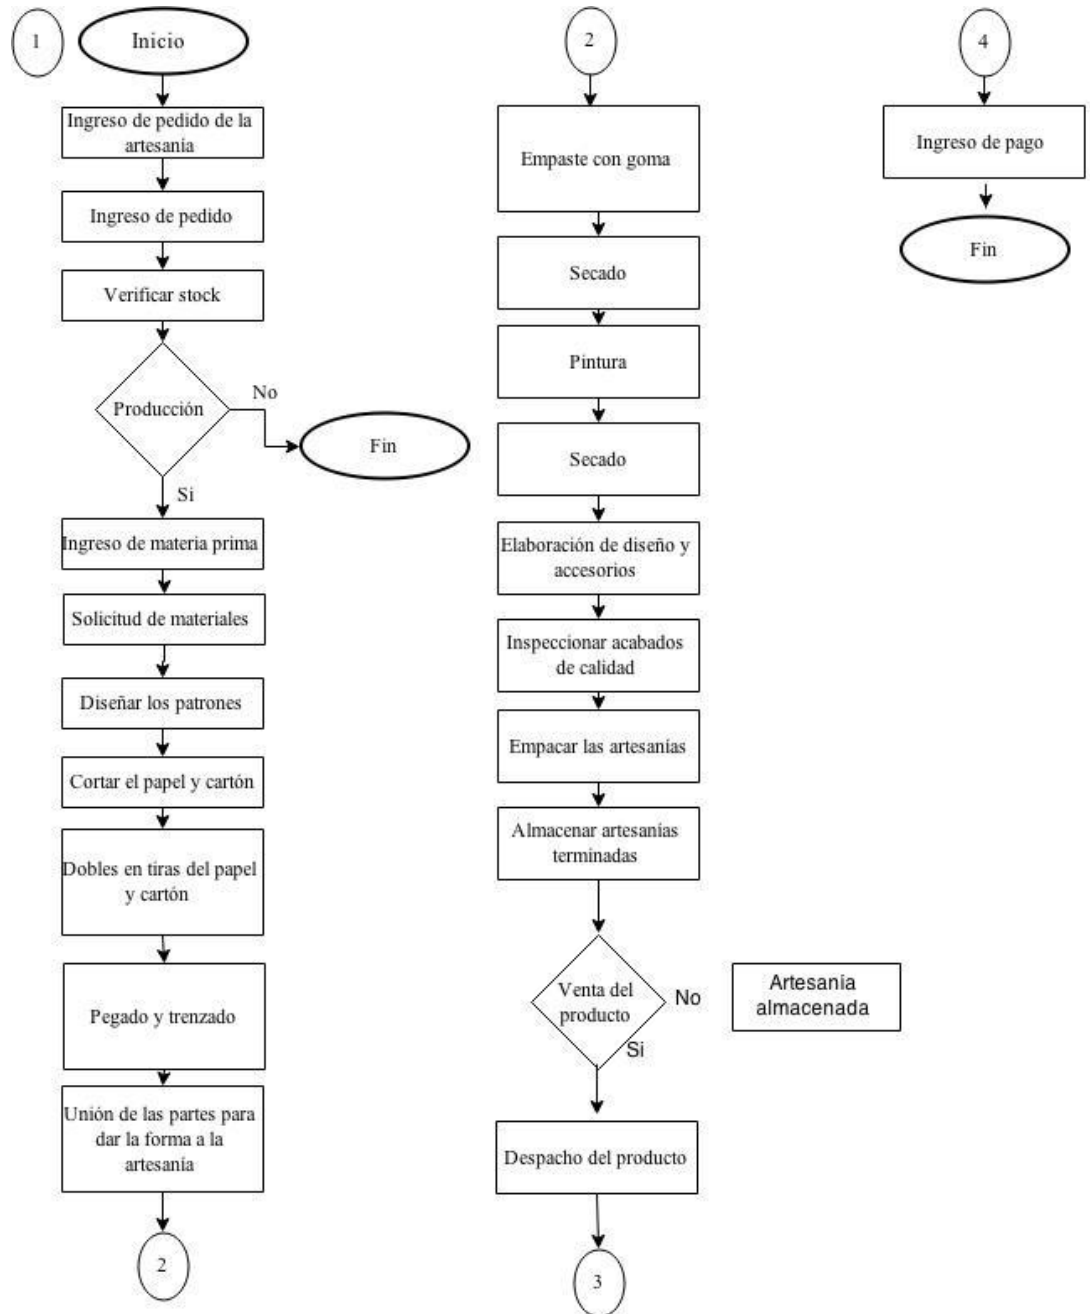 1
Inicio
Ingreso de pedido de la
artesanía
Ingreso de pedido
Verificar stock
Producción
No
Fin
Si
Ingreso de materia prima
Solicitud de materiales
Diseñar los patrones
Cortar el papel y cartón
Dobles en tiras del papel
y cartón
Pegado y trenzado
Unión de las partes para
dar la forma a la
artesanía
2
2
Empaste con goma
Secado
Pintura
Secado
Elaboración de diseño y
accesorios
Inspeccionar acabados
de calidad
Empacar las artesanías
Almacenar artesanías
terminadas
Venta del
producto
No
Artesania
almacenada
Si
Despacho del producto
3
4
Ingreso de pago
Fin